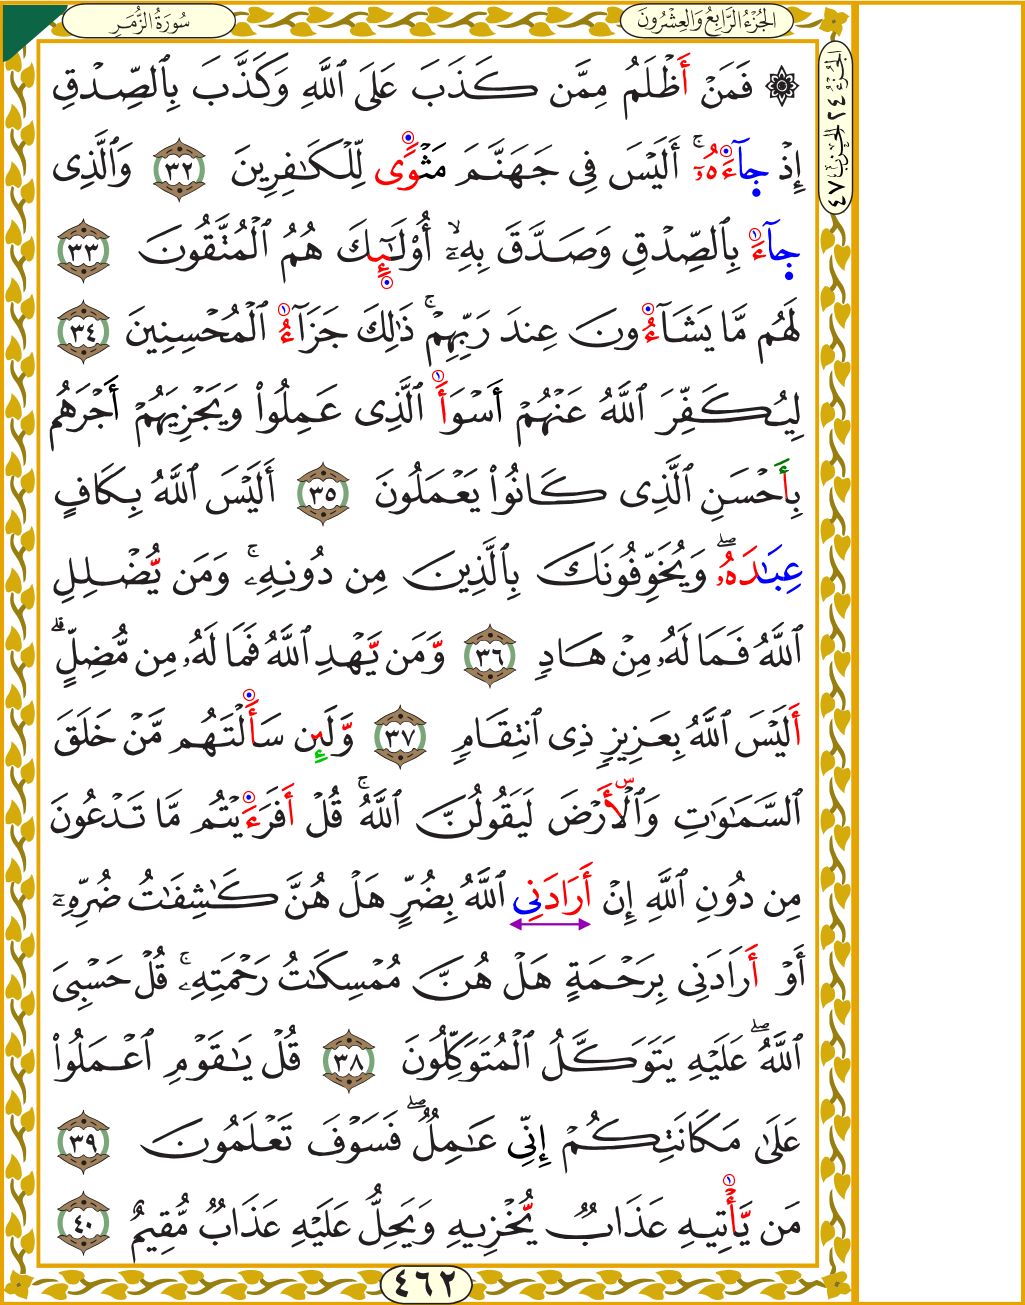 سُورَةُ الزُّمَرِ
الجُزْءُ الرَّابِعُ وَالعِشْرُونَ
الجزء ٢٤ الحزب ٤٧
۞ فَمَنۡ أَظۡلَمُ مِمَّن كَذَبَ عَلَى ٱللَّهِ وَكَذَّبَ بِٱلصِّدۡقِ
إِذۡ جَآءَهُۥٓۚ أَلَيۡسَ فِي جَهَنَّمَ مَثۡوٗى لِّلۡكَٰفِرِينَ ٣٢ وَٱلَّذِي
جَآءَ بِٱلصِّدۡقِ وَصَدَّقَ بِهِۦٓۙ أُوْلَٰٓئِكَ هُمُ ٱلۡمُتَّقُونَ ٣٣
لَهُم مَّا يَشَآءُونَ عِندَ رَبِّهِمۡۚ ذَٰلِكَ جَزَآءُ ٱلۡمُحۡسِنِينَ ٣٤
لِيُكَفِّرَ ٱللَّهُ عَنۡهُمۡ أَسۡوَأَ ٱلَّذِي عَمِلُواْ وَيَجۡزِيَهُمۡ أَجۡرَهُم
بِأَحۡسَنِ ٱلَّذِي كَانُواْ يَعۡمَلُونَ ٣٥ أَلَيۡسَ ٱللَّهُ بِكَافٍ
عِبَٰدَهُۥۖ وَيُخَوِّفُونَكَ بِٱلَّذِينَ مِن دُونِهِۦۚ وَمَن يُّضۡلِلِ
ٱللَّهُ فَمَا لَهُۥ مِنۡ هَادٖ ٣٦ وَّمَن يَّهۡدِ ٱللَّهُ فَمَا لَهُۥ مِن مُّضِلٍّۗ
أَلَيۡسَ ٱللَّهُ بِعَزِيزٖ ذِي ٱنتِقَامٖ ٣٧ وَّلَئِن سَأَلۡتَهُم مَّنۡ خَلَقَ
ٱلسَّمَٰوَٰتِ وَٱلۡأَرۡضَ لَيَقُولُنَّ ٱللَّهُۚ قُلۡ أَفَرَءَيۡتُم مَّا تَدۡعُونَ
مِن دُونِ ٱللَّهِ إِنۡ أَرَادَنِي ٱللَّهُ بِضُرٍّ هَلۡ هُنَّ كَٰشِفَٰتُ ضُرِّهِۦٓ
أَوۡ أَرَادَنِي بِرَحۡمَةٍ هَلۡ هُنَّ مُمۡسِكَٰتُ رَحۡمَتِهِۦۚ قُلۡ حَسۡبِيَ
ٱللَّهُۖ عَلَيۡهِ يَتَوَكَّلُ ٱلۡمُتَوَكِّلُونَ ٣٨ قُلۡ يَٰقَوۡمِ ٱعۡمَلُواْ
عَلَىٰ مَكَانَتِكُمۡ إِنِّي عَٰمِلٞۖ فَسَوۡفَ تَعۡلَمُونَ ٣٩
مَن يَّأۡتِيهِ عَذَابٞ يُّخۡزِيهِ وَيَحِلُّ عَلَيۡهِ عَذَابٞ مُّقِيمٌ ٤٠
٤٦٢